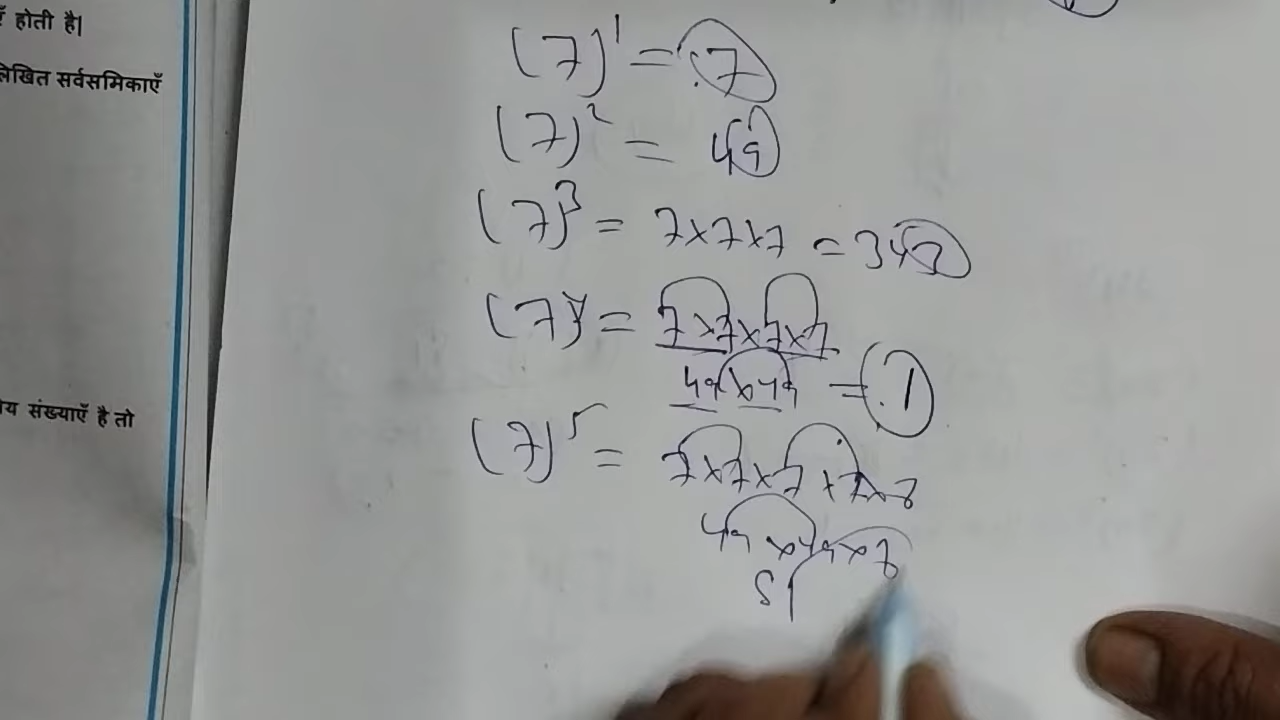 होती है|
लिखित सर्वसमिकाएँ
संख्याएँ है तो
(7)¹ = 7
(7)² = 49
(7)³ = 7×7×7 = 343
(7)⁴ = 7×7×7×7
49×49 = 1
(7)⁵ = 7×7×7×7×7
49×49×7
81